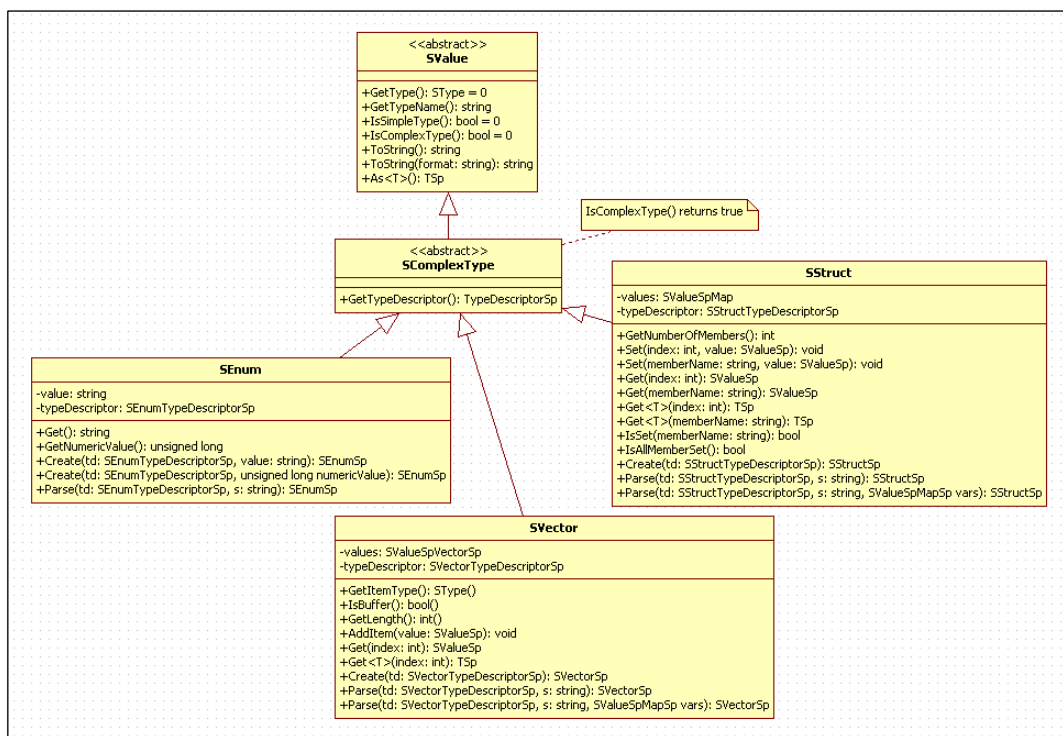 <<abstract>>
SValue
+GetType(): SType = 0
+GetTypeName(): string
+IsSimpleType(): bool = 0
+IsComplexType(): bool = 0
+ToString(): string
+ToString(format: string): string
+As<T>(): TSp
IsComplexType() returns true
<<abstract>>
SComplexType
+GetTypeDescriptor(): TypeDescriptorSp
SStruct
-values: SValueSpMap
-typeDescriptor: SStructTypeDescriptorSp
+GetNumberOfMembers(): int
+Set(index: int, value: SValueSp): void
+Set(memberName: string, value: SValueSp): void
+Get(index: int): SValueSp
+Get(memberName: string): SValueSp
+Get<T>(index: int): TSp
+Get<T>(memberName: string): TSp
+IsSet(memberName: string): bool
+IsAllMemberSet(): bool
+Create(td: SStructTypeDescriptorSp): SStructSp
+Parse(td: SStructTypeDescriptorSp, s: string): SStructSp
+Parse(td: SStructTypeDescriptorSp, s: string, SValueSpMapSp vars): SStructSp
SEnum
-value: string
-typeDescriptor: SEnumTypeDescriptorSp
+Get(): string
+GetNumericValue(): unsigned long
+Create(td: SEnumTypeDescriptorSp, value: string): SEnumSp
+Create(td: SEnumTypeDescriptorSp, unsigned long numericValue): SEnumSp
+Parse(td: SEnumTypeDescriptorSp, s: string): SEnumSp
SVector
-values: SValueSpVectorSp
-typeDescriptor: SVectorTypeDescriptorSp
+GetItemType(): SType()
+IsBuffer(): bool()
+GetLength(): int()
+AddItem(value: SValueSp): void
+Get(index: int): SValueSp
+Get<T>(index: int): TSp
+Create(td: SVectorTypeDescriptorSp): SVectorSp
+Parse(td: SVectorTypeDescriptorSp, s: string): SVectorSp
+Parse(td: SVectorTypeDescriptorSp, s: string, SValueSpMapSp vars): SVectorSp